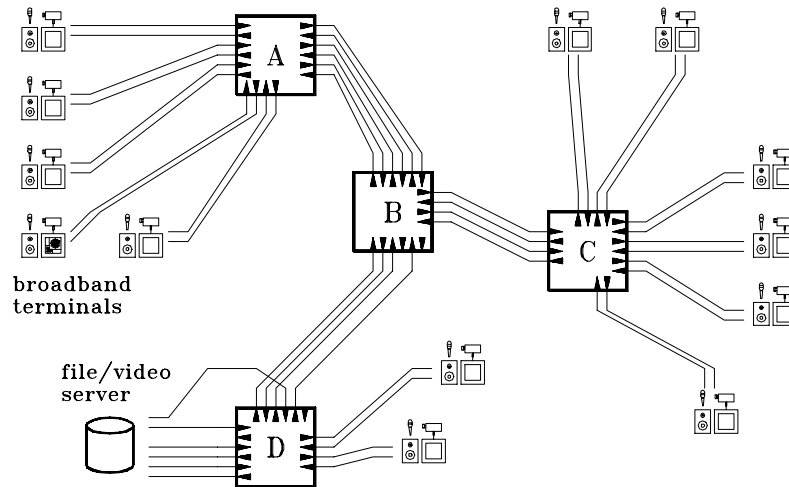 A
B
C
broadband
terminals
file/video
server
D